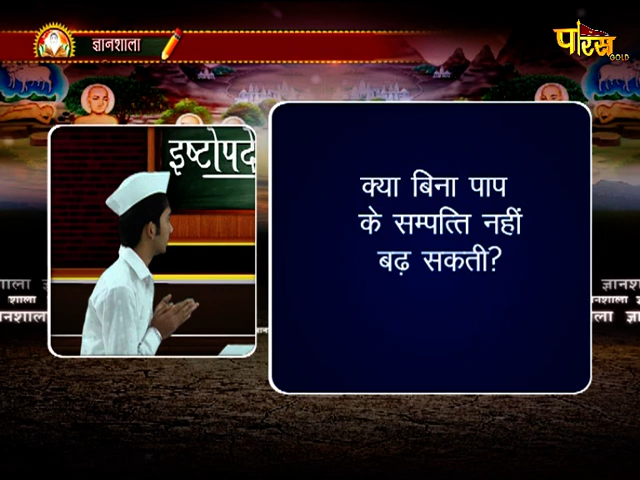 ज्ञानशाला
पारस
GOLD
इष्टोपदे
क्या बिना पाप
के सम्पत्ति नहीं
बढ़ सकती?
शाला ज्ञ
शाला
ज्ञानशाला
ज्ञानश
ानशाला
शाला ज्ञ